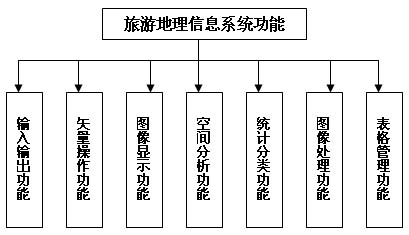 旅游地理信息系统功能
输入输出功能
矢量操作功能
图像显示功能
空间分析功能
统计分类功能
图像处理功能
表格管理功能